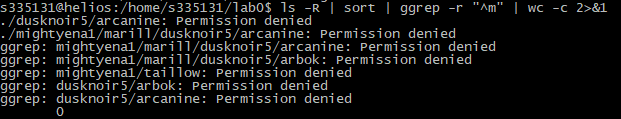 s335131@helios:/home/s335131/lab0$ ls -R | sort | ggrep -r "^m" | wc -c 2>&1
./dusknoir5/arcanine: Permission denied
./mightyena1/marill/dusknoir5/arcanine: Permission denied
ggrep: mightyena1/marill/dusknoir5/arcanine: Permission denied
ggrep: mightyena1/marill/dusknoir5/arbok: Permission denied
ggrep: mightyena1/taillow: Permission denied
ggrep: dusknoir5/arbok: Permission denied
ggrep: dusknoir5/arcanine: Permission denied
0